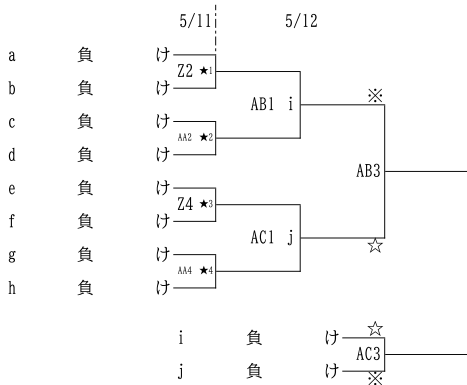 5/11 5/12
a 負 け
Z2 ★1
b 負 け
AB1 i ※
c 負 け
AA2 ★2
d 負 け
AB3
e 負 け
Z4 ★3
f 負 け
AC1 j ☆
g 負 け
AA4 ★4
h 負 け
i 負 け ☆
AC3
j 負 け ※